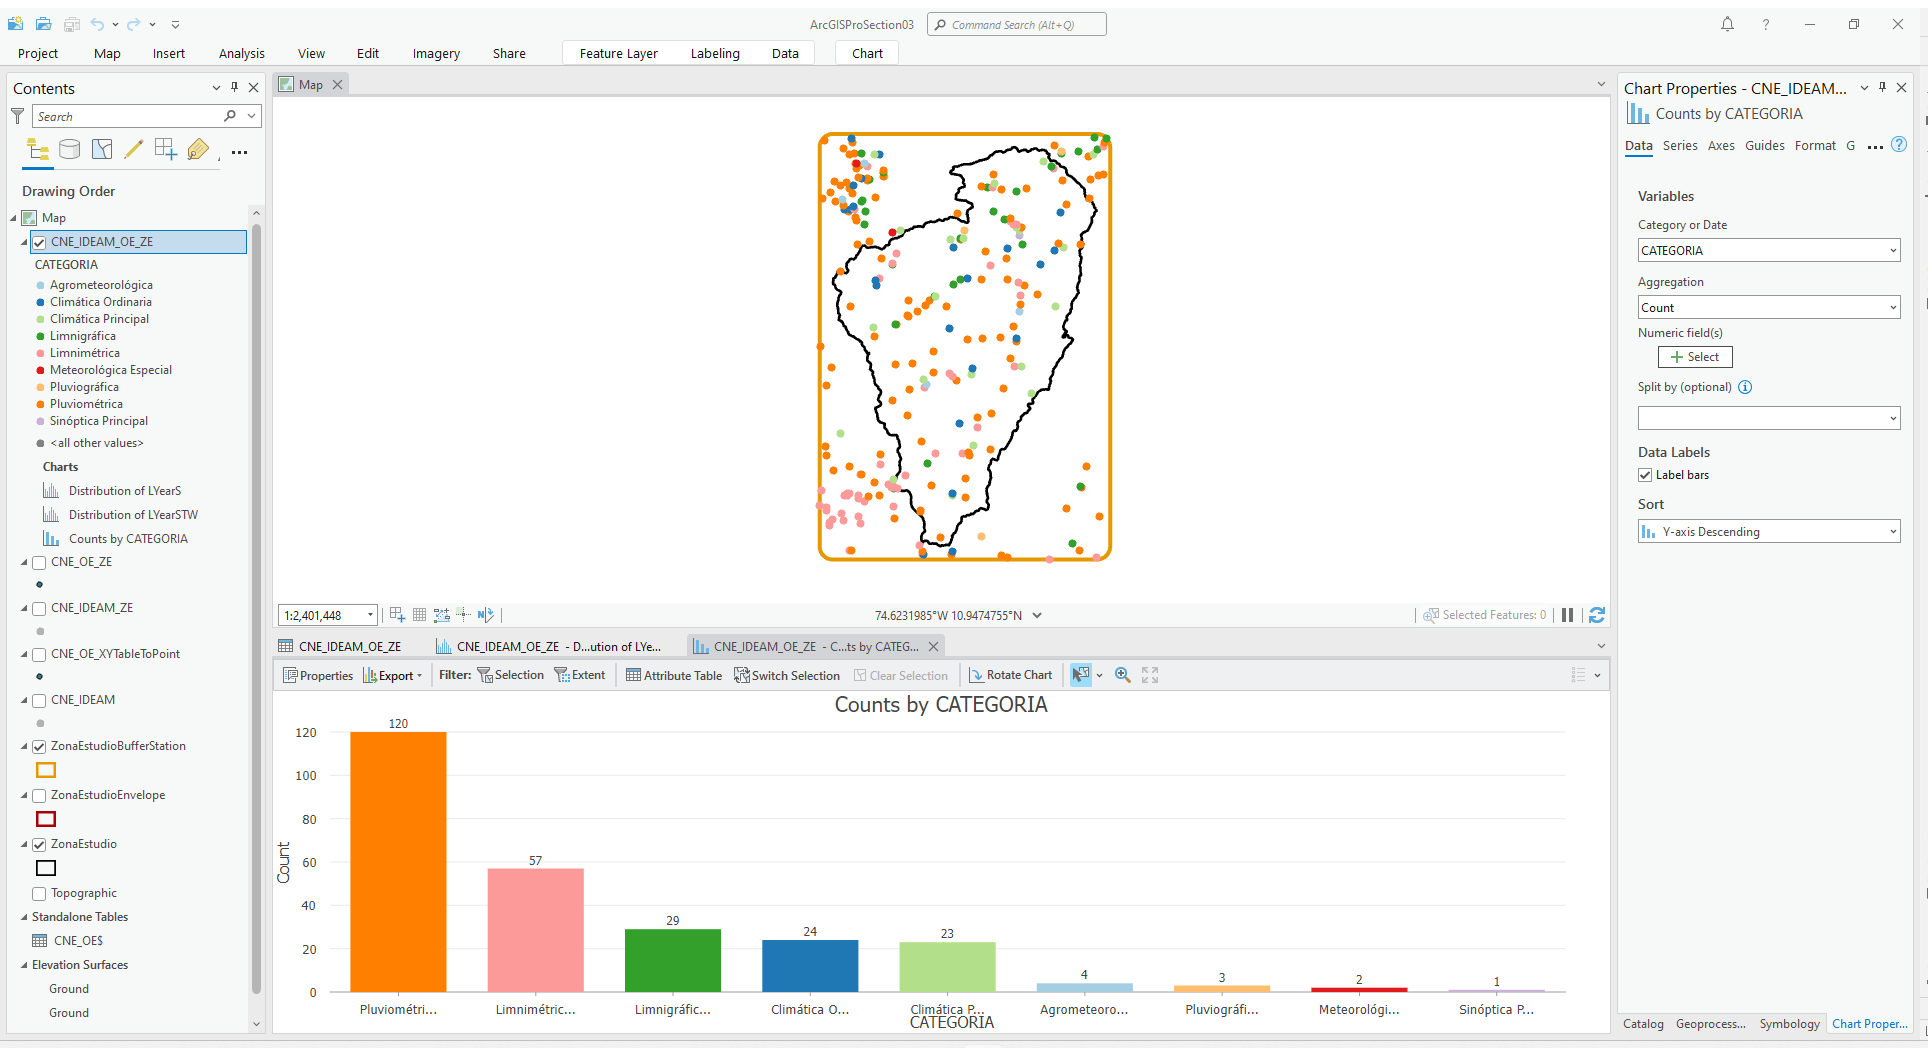 ArcGISProSection03
Command Search (Alt+Q)
Project Map Insert Analysis View Edit Imagery Share Feature Layer Labeling Data Chart
Contents
Search
Drawing Order
Map
CNE_IDEAM_OE_ZE
CATEGORIA
Agrometeorológica
Climática Ordinaria
Climática Principal
Limnigráfica
Limnimétrica
Meteorológica Especial
Pluviográfica
Pluviométrica
Sinóptica Principal
<all other values>
Charts
Distribution of LYearS
Distribution of LYearSTW
Counts by CATEGORIA
CNE_OE_ZE
CNE_IDEAM_ZE
CNE_OE_XYTableToPoint
CNE_IDEAM
ZonaEstudioBufferStation
ZonaEstudioEnvelope
ZonaEstudio
Topographic
Standalone Tables
CNE_OE$
Elevation Surfaces
Ground
Ground
Map
1:2,401,448
74.6231985°W 10.9474755°N
Selected Features: 0
CNE_IDEAM_OE_ZE
CNE_IDEAM_OE_ZE - D...ution of LYe...
CNE_IDEAM_OE_ZE - C...ts by CATEG...
Properties Export Filter: Selection Extent Attribute Table Switch Selection Clear Selection Rotate Chart
Counts by CATEGORIA
Count
120
100
80
60
40
20
0
120
57
29
24
23
4
3
2
1
Pluviométri...
Limnimétric...
Limnigráfic...
Climática O...
Climática P...
Agrometeoro...
Pluviográfi...
Meteorológi...
Sinóptica P...
CATEGORIA
Chart Properties - CNE_IDEAM...
Counts by CATEGORIA
Data Series Axes Guides Format G
Variables
Category or Date
CATEGORIA
Aggregation
Count
Numeric field(s)
Select
Split by (optional)
Data Labels
Label bars
Sort
Y-axis Descending
Catalog Geoprocess... Symbology Chart Proper...